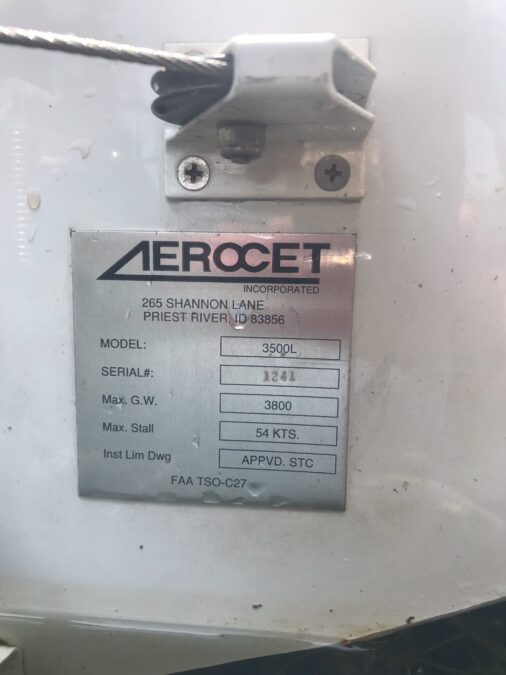 AEROCET
INCORPORATED
265 SHANNON LANE
PRIEST RIVER, ID 83856
MODEL: 3500L
SERIAL#: 1241
Max. G.W. 3800
Max. Stall 54 KTS.
Inst Lim Dwg APPVD. STC
FAA TSO-C27